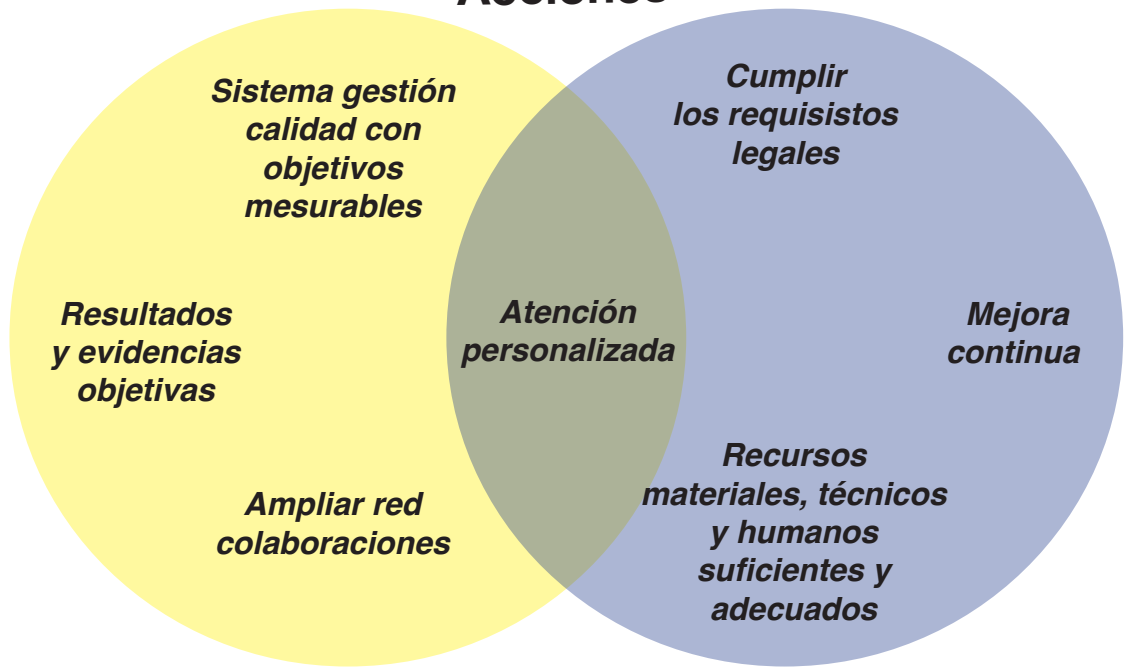 Acciones
Sistema gestión
calidad con
objetivos
mesurables
Cumplir
los requisistos
legales
Resultados
y evidencias
objetivas
Atención
personalizada
Mejora
continua
Ampliar red
colaboraciones
Recursos
materiales, técnicos
y humanos
suficientes y
adecuados